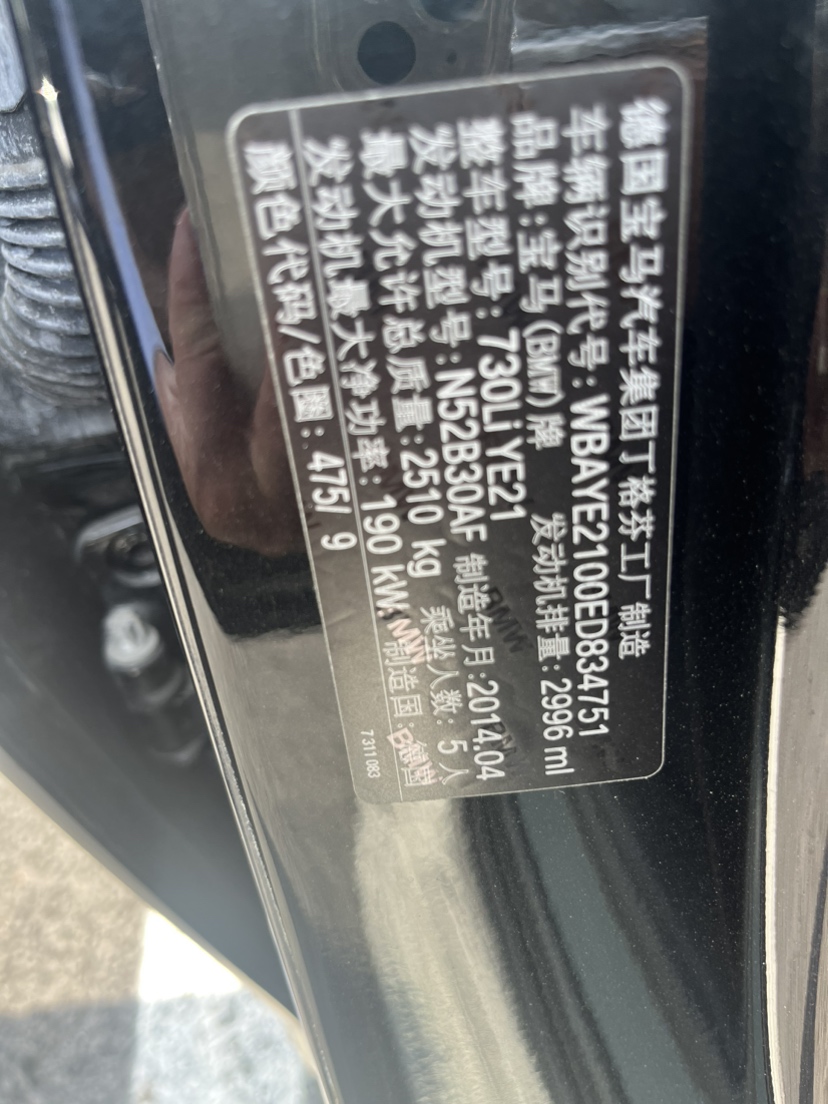 德国宝马汽车集团丁格芬工厂 制造
车辆识别代号: WBAYE2100ED834751
品牌:宝马(BMW)牌 发动机排量: 2996 ml
整车型号: 730Li YE21
发动机型号: N52B30AF 制造年月: 2014.04
最大允许总质量: 2510 kg 乘坐人数: 5 人
发动机最大净功率: 190 kW 制造国: 德国
颜色代码/色圈: 475/ 9
7 311 083